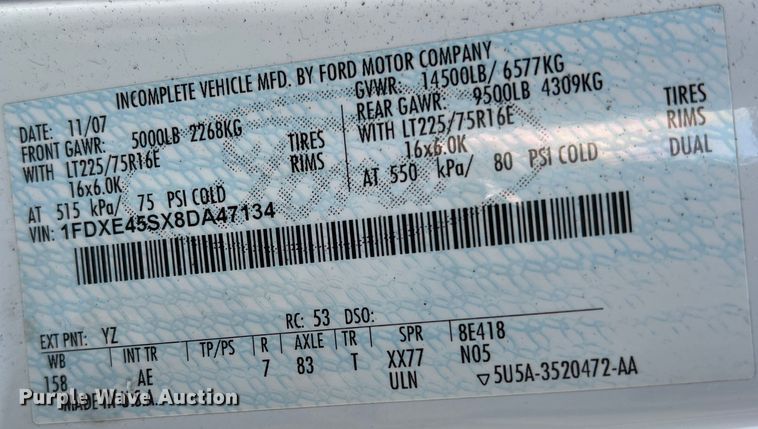 INCOMPLETE VEHICLE MFD. BY FORD MOTOR COMPANY
DATE: 11/07 GVWR: 14500LB/ 6577KG
FRONT GAWR: 5000LB 2268KG REAR GAWR: 9500LB 4309KG
WITH LT225/75R16E TIRES WITH LT225/75R16E TIRES
16x6.0K RIMS 16x6.0K RIMS
AT 515 kPa/ 75 PSI COLD AT 550 kPa/ 80 PSI COLD DUAL
VIN: 1FDXE45SX8DA47134
EXT PNT: YZ RC: 53 DSO:
WB INT TR TP/PS R AXLE TR SPR 8E418
158 AE 7 83 T XX77 N05
ULN ▽5U5A-3520472-AA
MADE IN U.S.A.
Purple Wave Auction